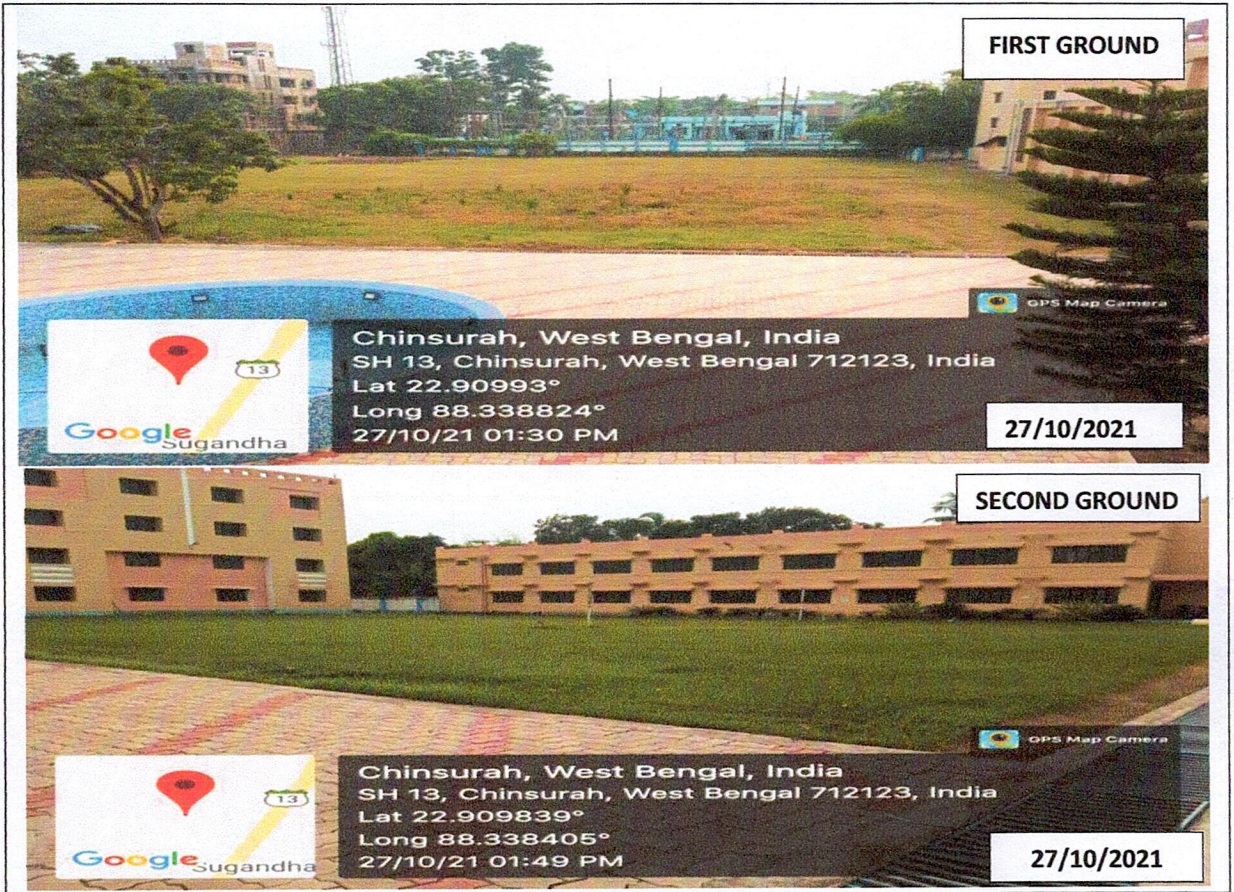 FIRST GROUND
GPS Map Camera
13
Google
Sugandha
Chinsurah, West Bengal, India
SH 13, Chinsurah, West Bengal 712123, India
Lat 22.90993°
Long 88.338824°
27/10/21 01:30 PM
27/10/2021
SECOND GROUND
GPS Map Camera
13
Google
Sugandha
Chinsurah, West Bengal, India
SH 13, Chinsurah, West Bengal 712123, India
Lat 22.909839°
Long 88.338405°
27/10/21 01:49 PM
27/10/2021